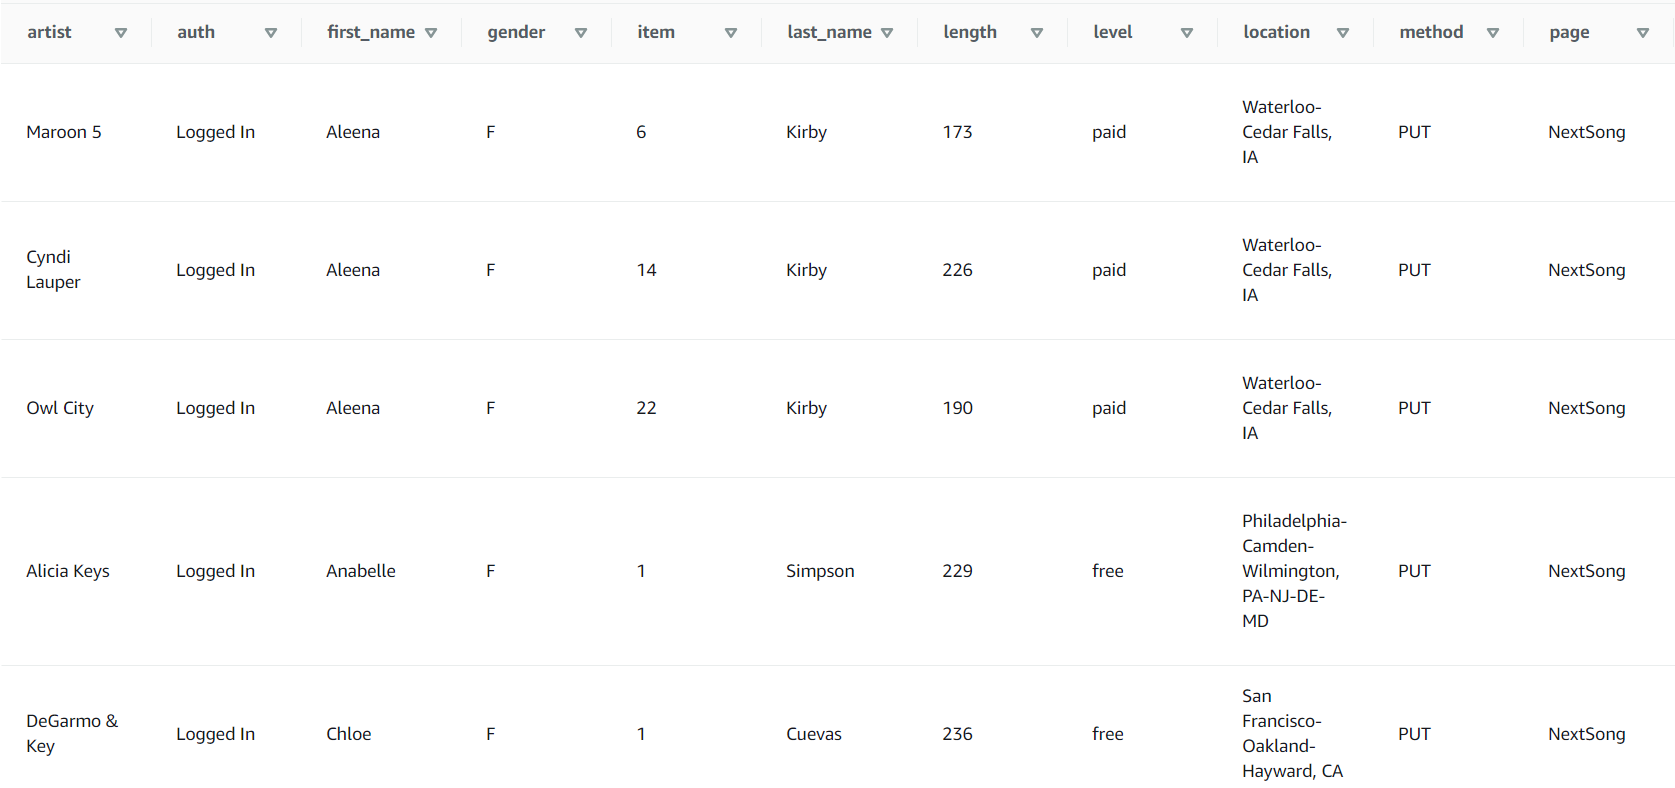 artist auth first_name gender item last_name length level location method page
Waterloo-
Maroon 5 Logged In Aleena F 6 Kirby 173 paid Cedar Falls, PUT NextSong
IA
Waterloo-
Cyndi
Lauper Logged In Aleena F 14 Kirby 226 paid Cedar Falls, PUT NextSong
IA
Waterloo-
Owl City Logged In Aleena F 22 Kirby 190 paid Cedar Falls, PUT NextSong
IA
Philadelphia-
Camden-
Alicia Keys Logged In Anabelle F 1 Simpson 229 free Wilmington, PUT NextSong
PA-NJ-DE-
MD
San
DeGarmo & Francisco-
Logged In Chloe F 1 Cuevas 236 free PUT NextSong
Key Oakland-
Hayward, CA